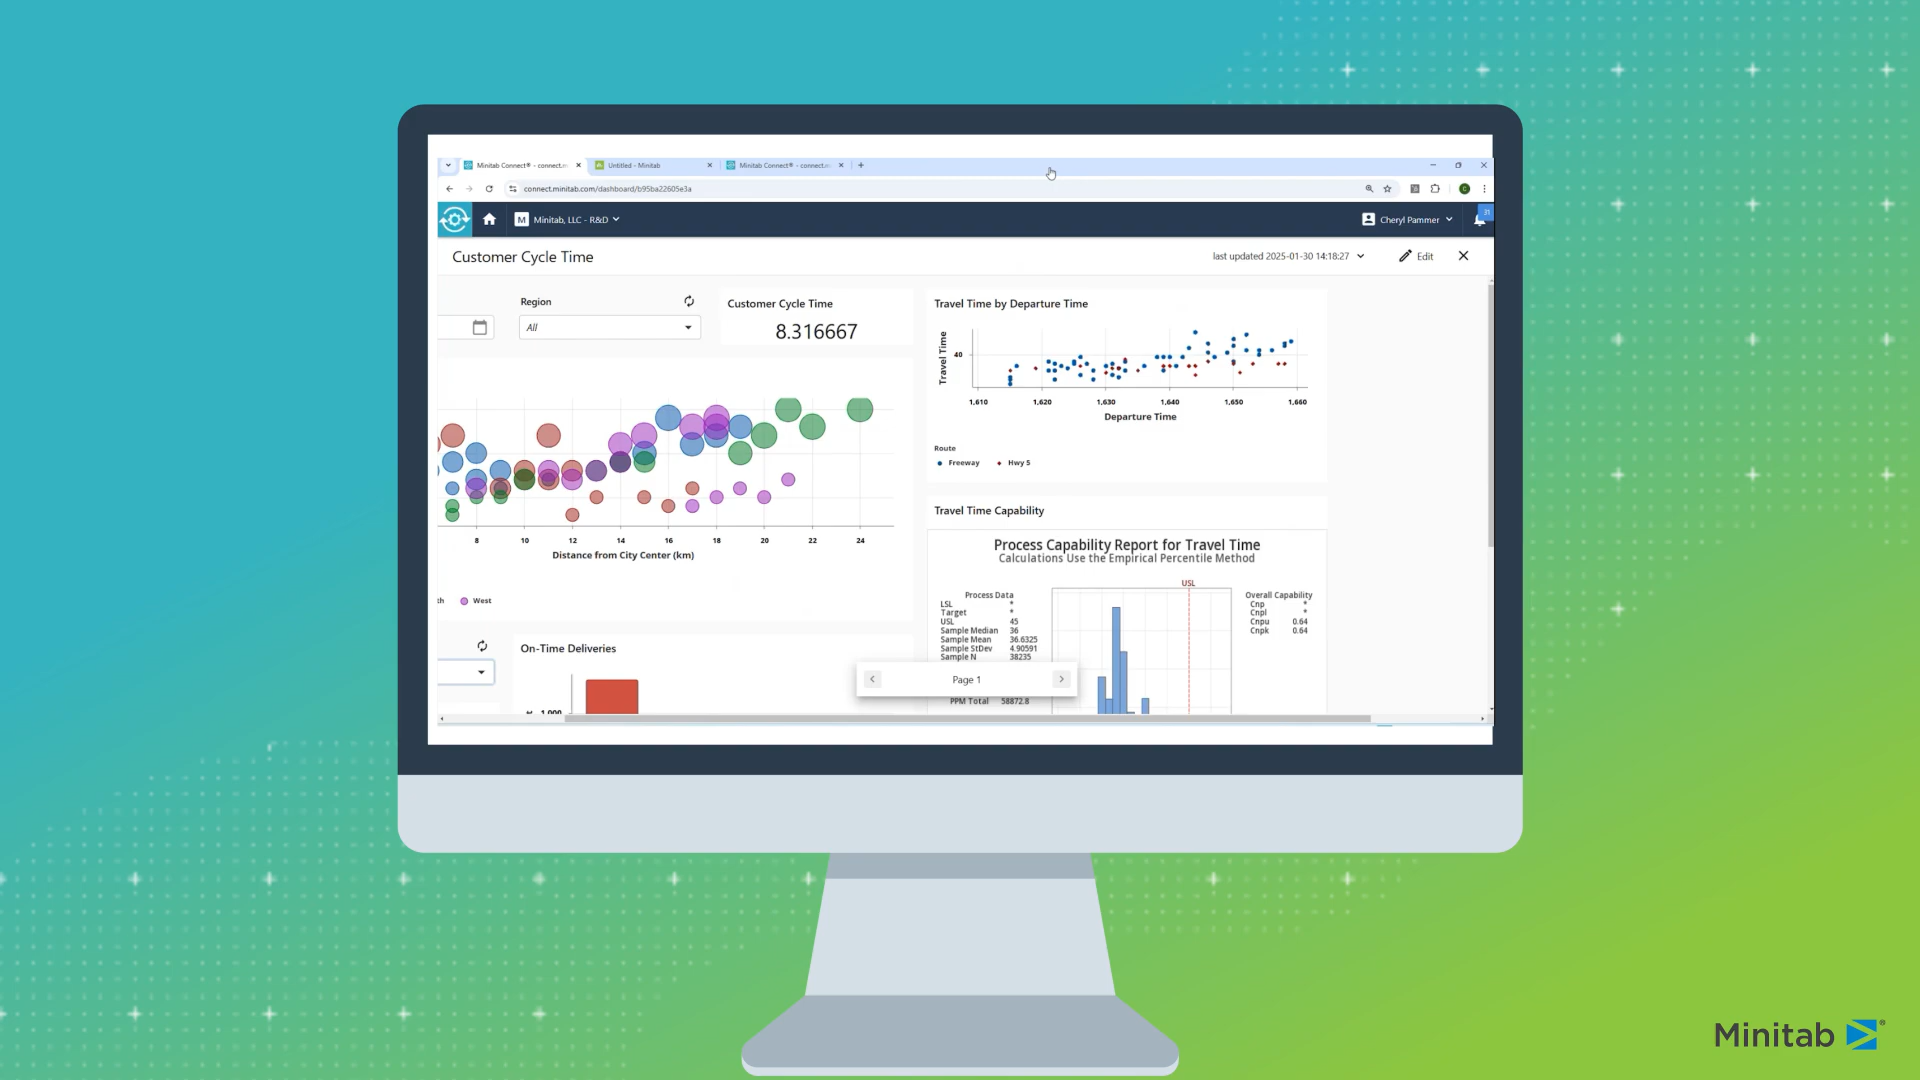 Minitab Connect® - connect.m
Untitled - Minitab
Minitab Connect® - connect.m
connect.minitab.com/dashboard/b95ba22605e3a
M Minitab, LLC - R&D
Cheryl Pammer
31
Customer Cycle Time
last updated 2025-01-30 14:18:27
Edit
Region
All
Customer Cycle Time
8.316667
8 10 12 14 16 18 20 22 24
Distance from City Center (km)
th West
On-Time Deliveries
1,000
Travel Time by Departure Time
Travel Time
40
1,610 1,620 1,630 1,640 1,650 1,660
Departure Time
Route
Freeway Hwy 5
Travel Time Capability
Process Capability Report for Travel Time
Calculations Use the Empirical Percentile Method
USL
Process Data
LSL *
Target *
USL 45
Sample Median 36
Sample Mean 36.6325
Sample StDev 4.90591
Sample N 38235
PPM Total 58872.8
Overall Capability
Cnp *
Cnpl *
Cnpu 0.64
Cnpk 0.64
Page 1
Minitab ®